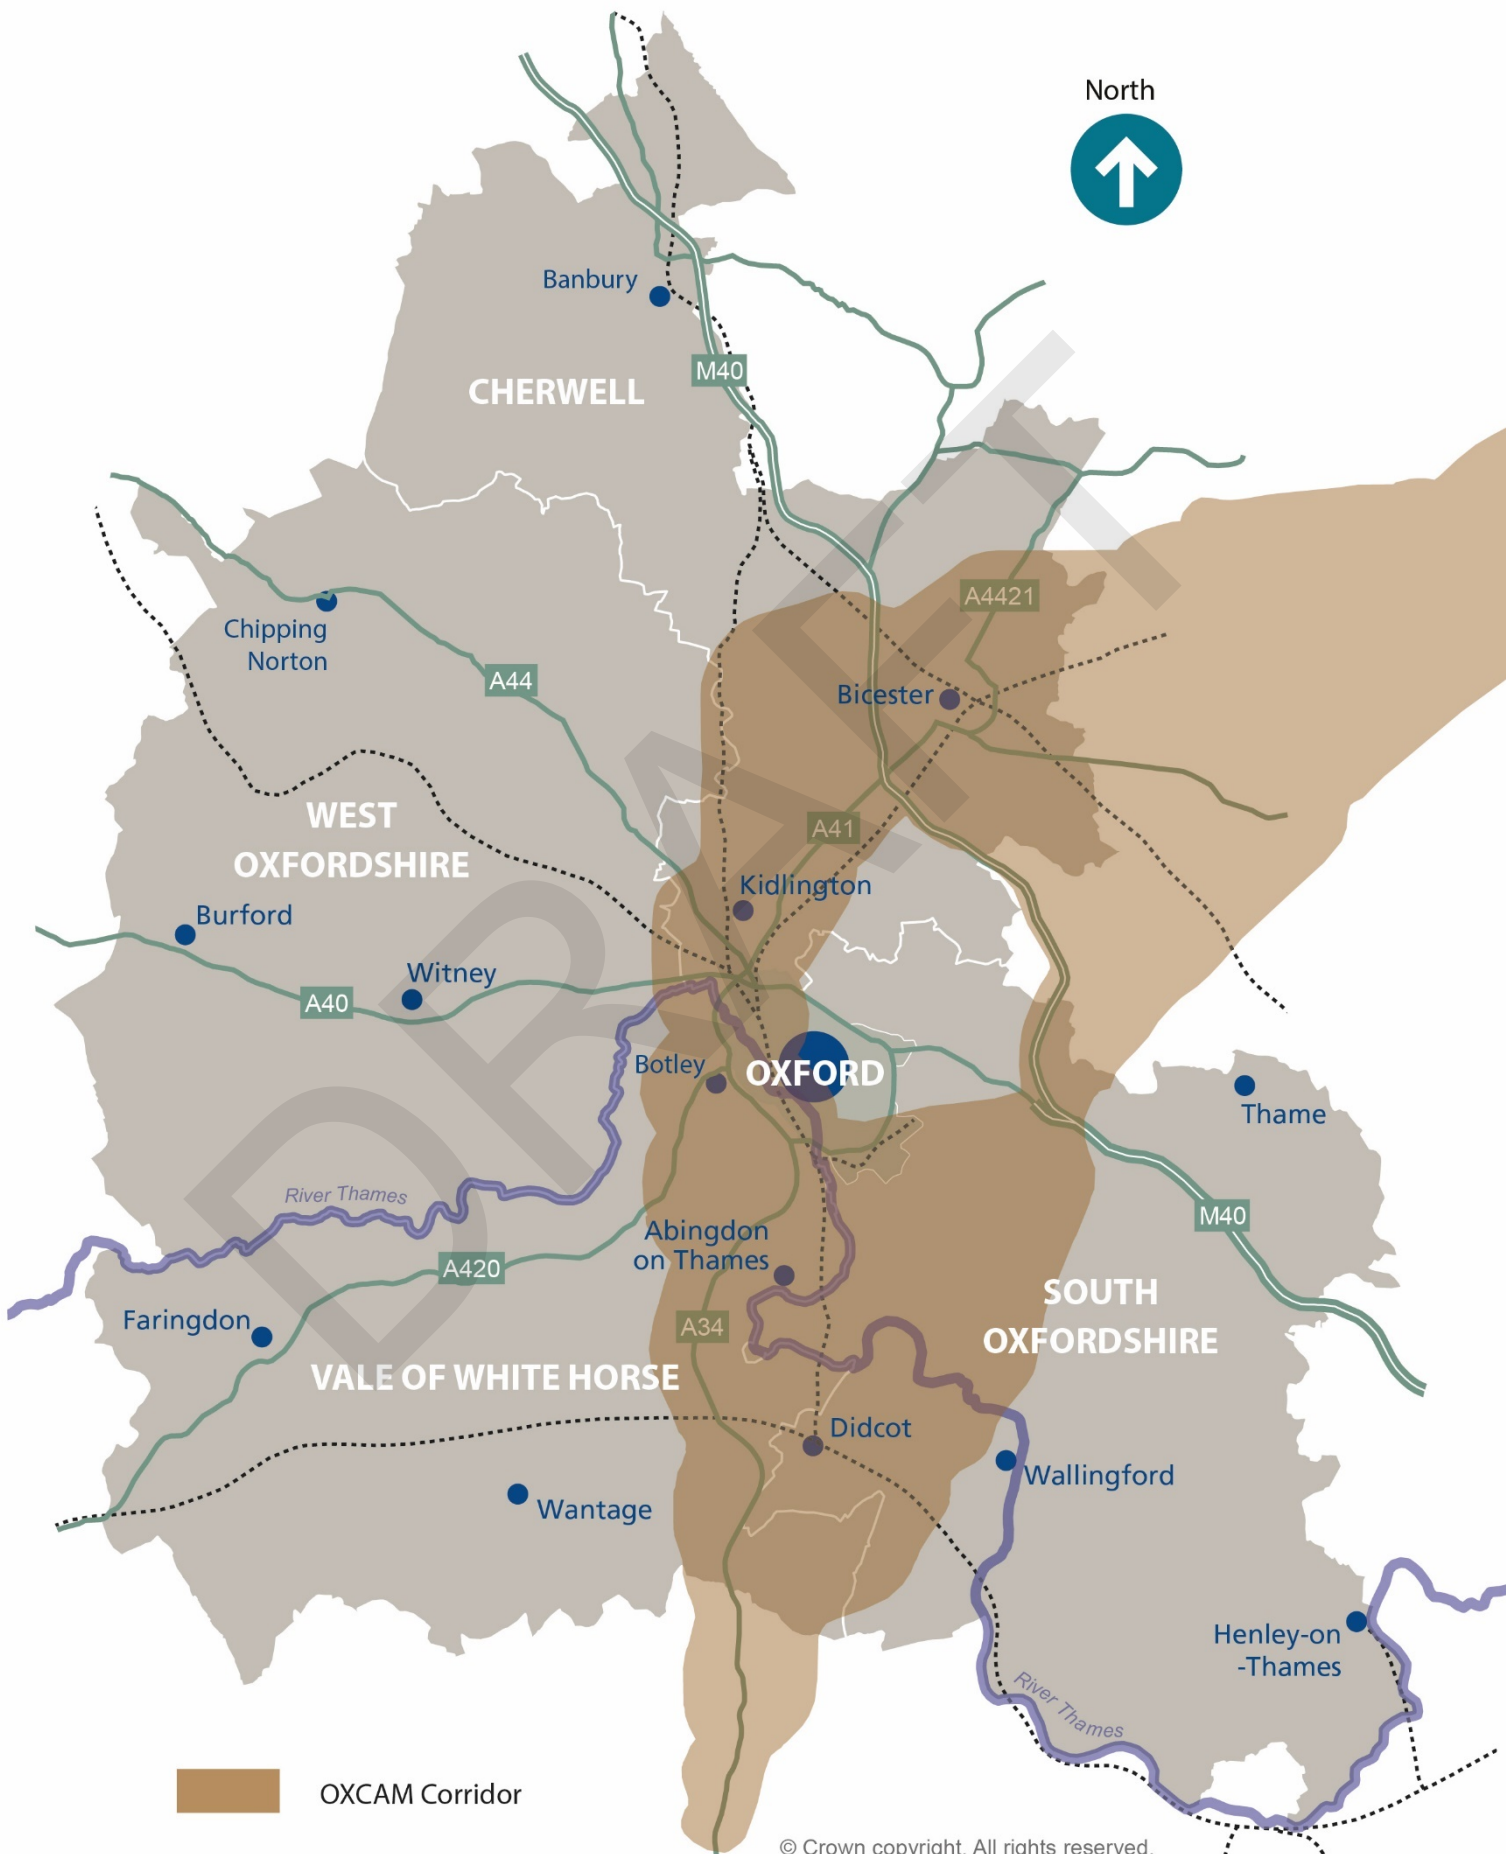 North
Banbury
M40
CHERWELL
A4421
Chipping
Norton
A44
Bicester
WEST
OXFORDSHIRE
A41
Kidlington
Burford
Witney
A40
Botley
OXFORD
Thame
River Thames
M40
Abingdon
on Thames
A420
SOUTH
OXFORDSHIRE
Faringdon
A34
VALE OF WHITE HORSE
Didcot
Wallingford
Wantage
Henley-on
-Thames
River Thames
OXCAM Corridor
© Crown copyright. All rights reserved.
DRAFT